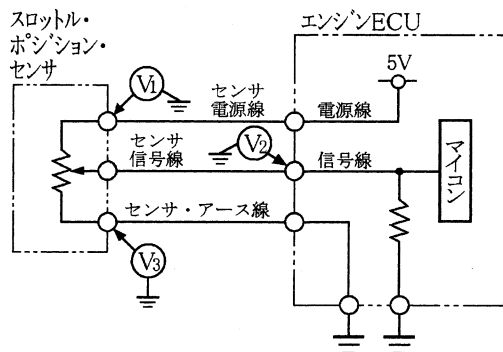 スロットル・
ポジション・
センサ
エンジンECU
V1
センサ
電源線
電源線
5V
センサ
信号線
V2
信号線
マイコン
センサ・アース線
V3